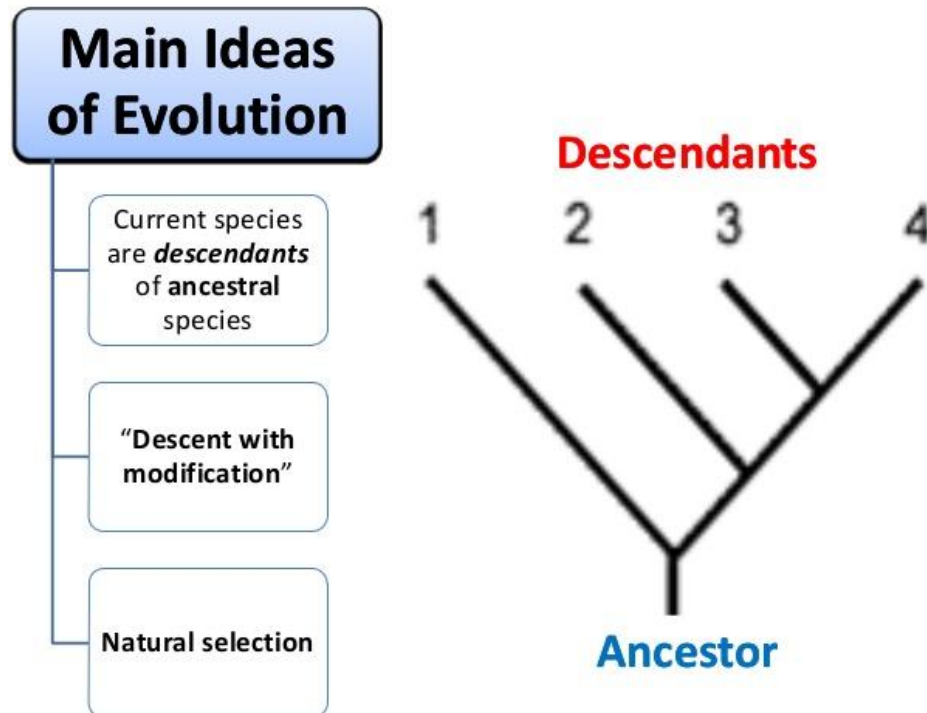 Main Ideas
of Evolution
Current species
are descendants
of ancestral
species
“Descent with
modification”
Natural selection
Descendants
1 2 3 4
Ancestor